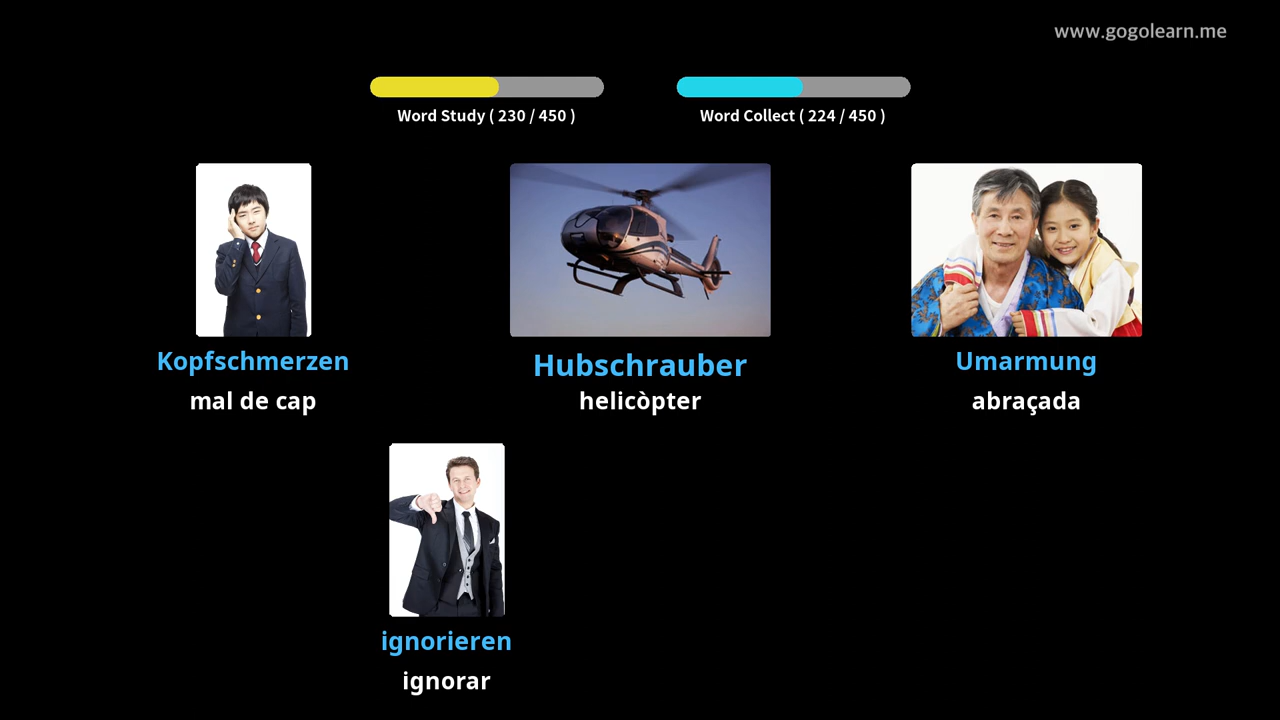 www.gogolearn.me
Word Study ( 230 / 450 )
Word Collect ( 224 / 450 )
Kopfschmerzen
mal de cap
Hubschrauber
helicòpter
Umarmung
abraçada
ignorieren
ignorar